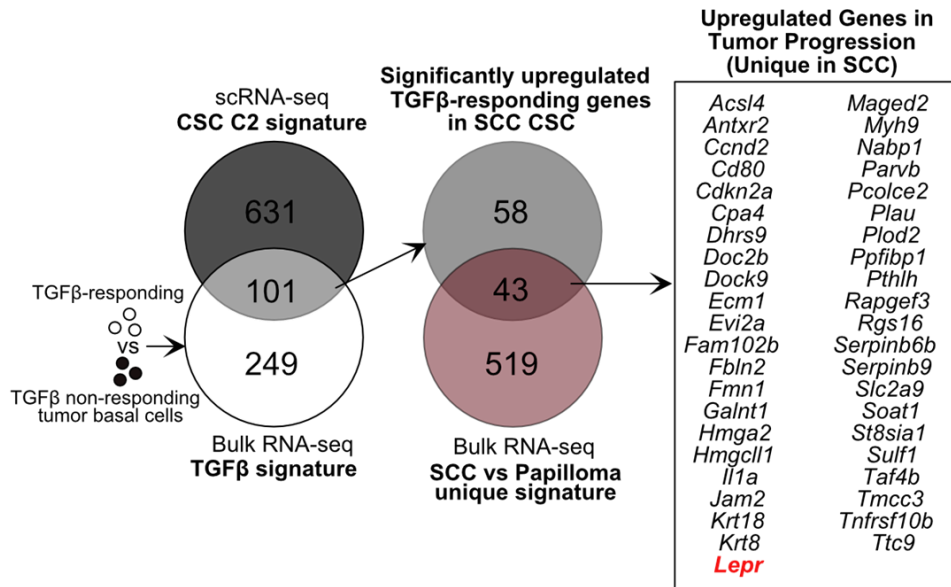 scRNA-seq
CSC C2 signature
631
101
249
TGFβ-responding
vs
TGFβ non-responding
tumor basal cells
Bulk RNA-seq
TGFβ signature
Significantly upregulated
TGFβ-responding genes
in SCC CSC
58
43
519
Bulk RNA-seq
SCC vs Papilloma
unique signature
Upregulated Genes in
Tumor Progression
(Unique in SCC)
Acsl4
Antxr2
Ccnd2
Cd80
Cdkn2a
Cpa4
Dhrs9
Doc2b
Dock9
Ecm1
Evi2a
Fam102b
Fbln2
Fmn1
Galnt1
Hmga2
Hmgcll1
Il1a
Jam2
Krt18
Krt8
Lepr
Maged2
Myh9
Nabp1
Parvb
Pcolce2
Plau
Plod2
Ppfibp1
Pthlh
Rapgef3
Rgs16
Serpinb6b
Serpinb9
Slc2a9
Soat1
St8sia1
Sulf1
Taf4b
Tmcc3
Tnfrsf10b
Ttc9